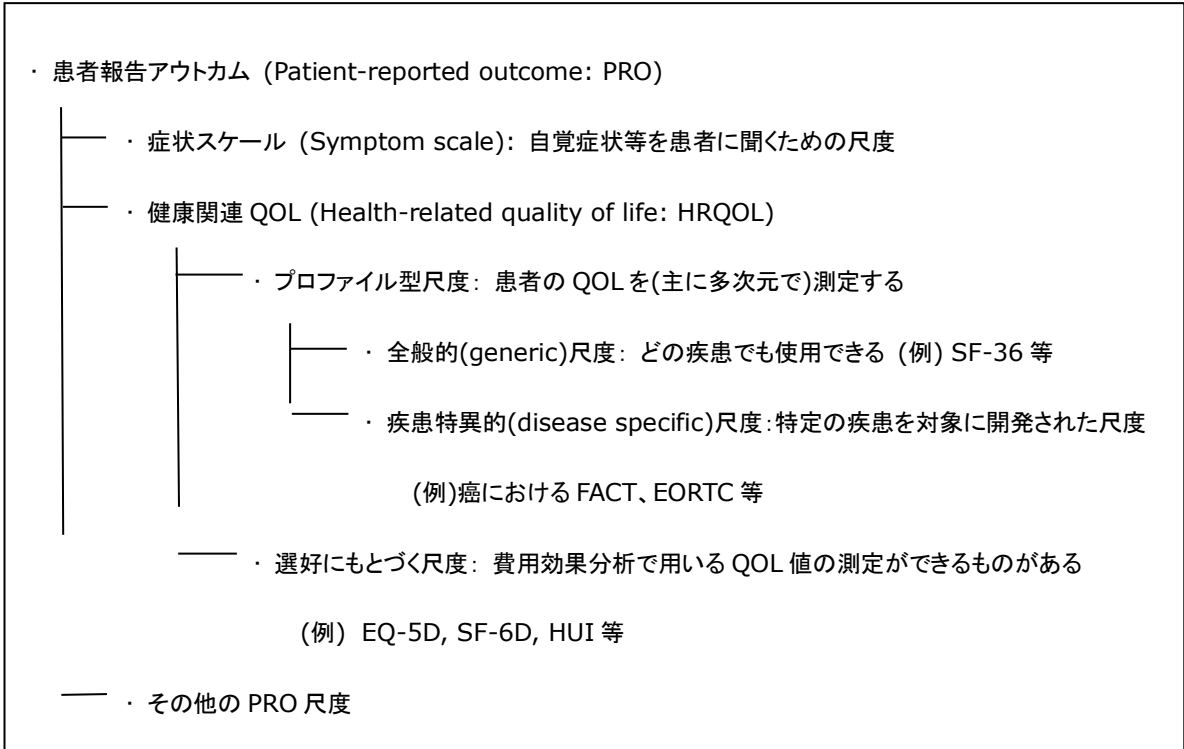 · 患者報告アウトカム (Patient-reported outcome: PRO)
· 症状スケール (Symptom scale): 自覚症状等を患者に聞くための尺度
· 健康関連 QOL (Health-related quality of life: HRQOL)
· プロファイル型尺度: 患者の QOL を(主に多次元で)測定する
· 全般的(generic)尺度: どの疾患でも使用できる (例) SF-36 等
· 疾患特異的(disease specific)尺度:特定の疾患を対象に開発された尺度
(例)癌における FACT、EORTC 等
· 選好にもとづく尺度: 費用効果分析で用いる QOL 値の測定ができるものがある
(例) EQ-5D, SF-6D, HUI 等
· その他の PRO 尺度